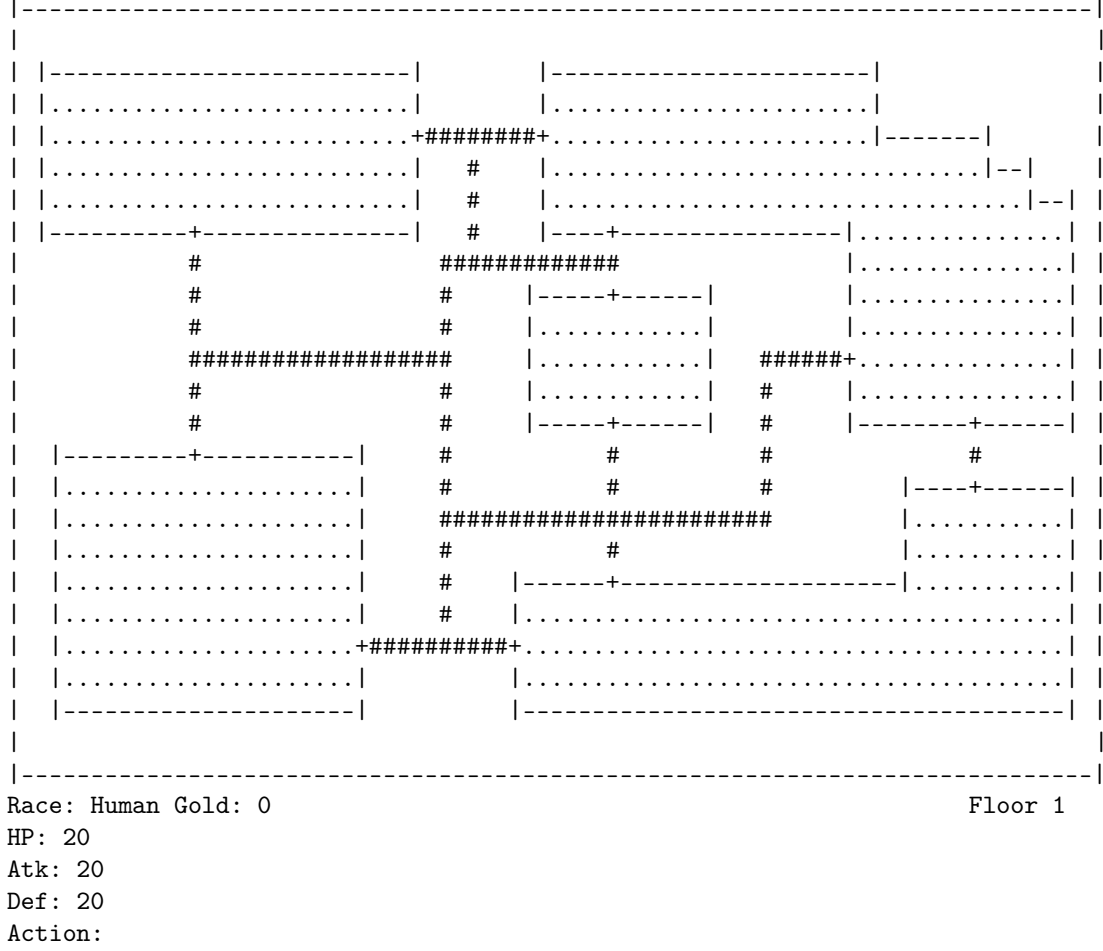 |-----------------------------------------------------------------------------|
|                                                                             |
| |--------------------------|        |-----------------------|               |
| |..........................|        |.......................|               |
| |..........................+########+.......................|-------|       |
| |..........................|   #    |...............................|--|    |
| |..........................|   #    |..................................|--| |
| |----------+---------------|   #    |----+----------------|...............| |
|            #                 #############                |...............| |
|            #                 #     |-----+------|         |...............| |
|            #                 #     |............|         |...............| |
|            ###################     |............|   ######+...............| |
|            #                 #     |............|   #     |...............| |
|            #                 #     |-----+------|   #     |--------+------| |
|  |---------+-----------|     #           #          #              #        |
|  |.....................|     #           #          #         |----+------| |
|  |.....................|     ########################         |...........| |
|  |.....................|     #           #                    |...........| |
|  |.....................|     #    |------+--------------------|...........| |
|  |.....................|     #    |.......................................| |
|  |.....................+##########+.......................................| |
|  |.....................|          |.......................................| |
|  |---------------------|          |---------------------------------------| |
|                                                                             |
|-----------------------------------------------------------------------------|
Race: Human Gold: 0                                                  Floor 1
HP: 20
Atk: 20
Def: 20
Action: